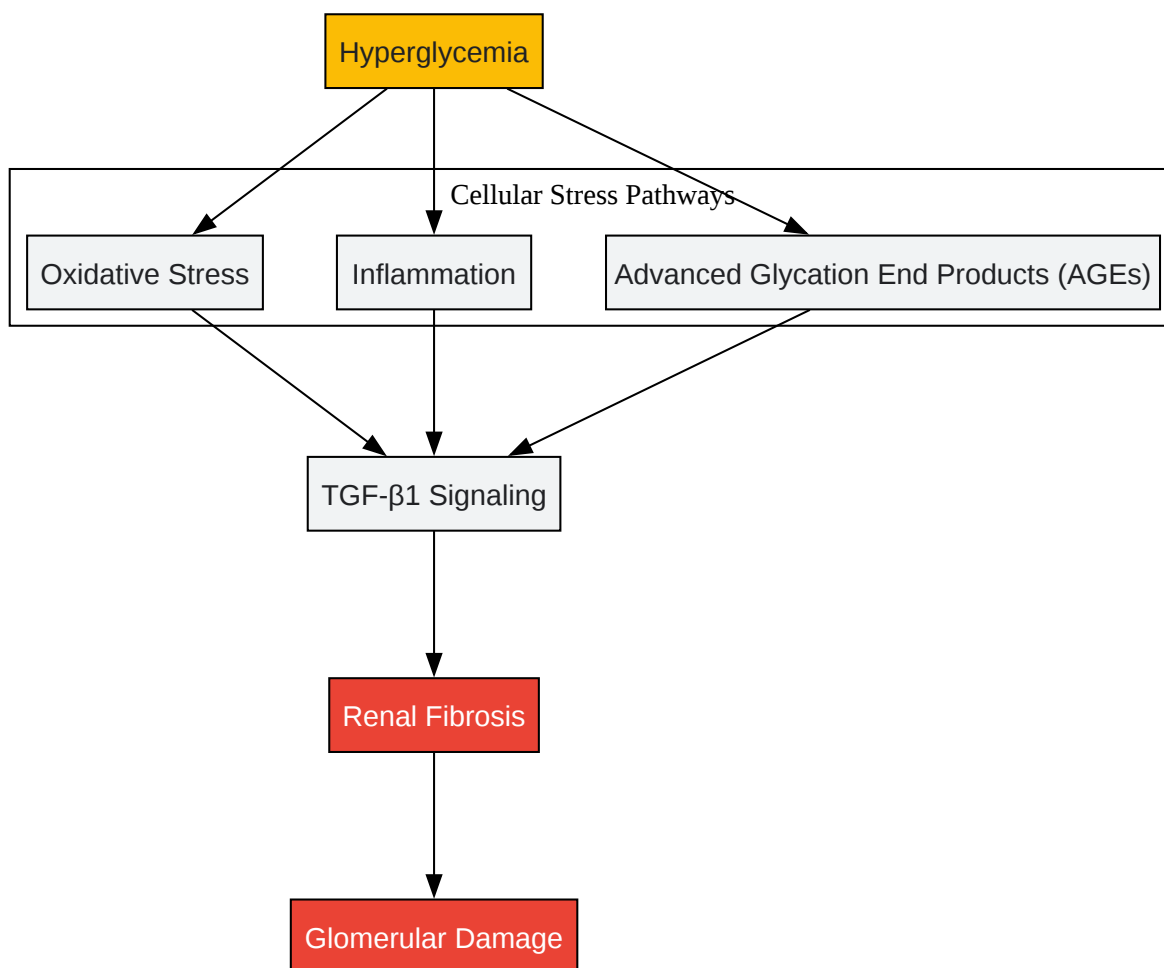 Hyperglycemia
Cellular Stress Pathways
Oxidative Stress
Inflammation
Advanced Glycation End Products (AGEs)
TGF-β1 Signaling
Renal Fibrosis
Glomerular Damage